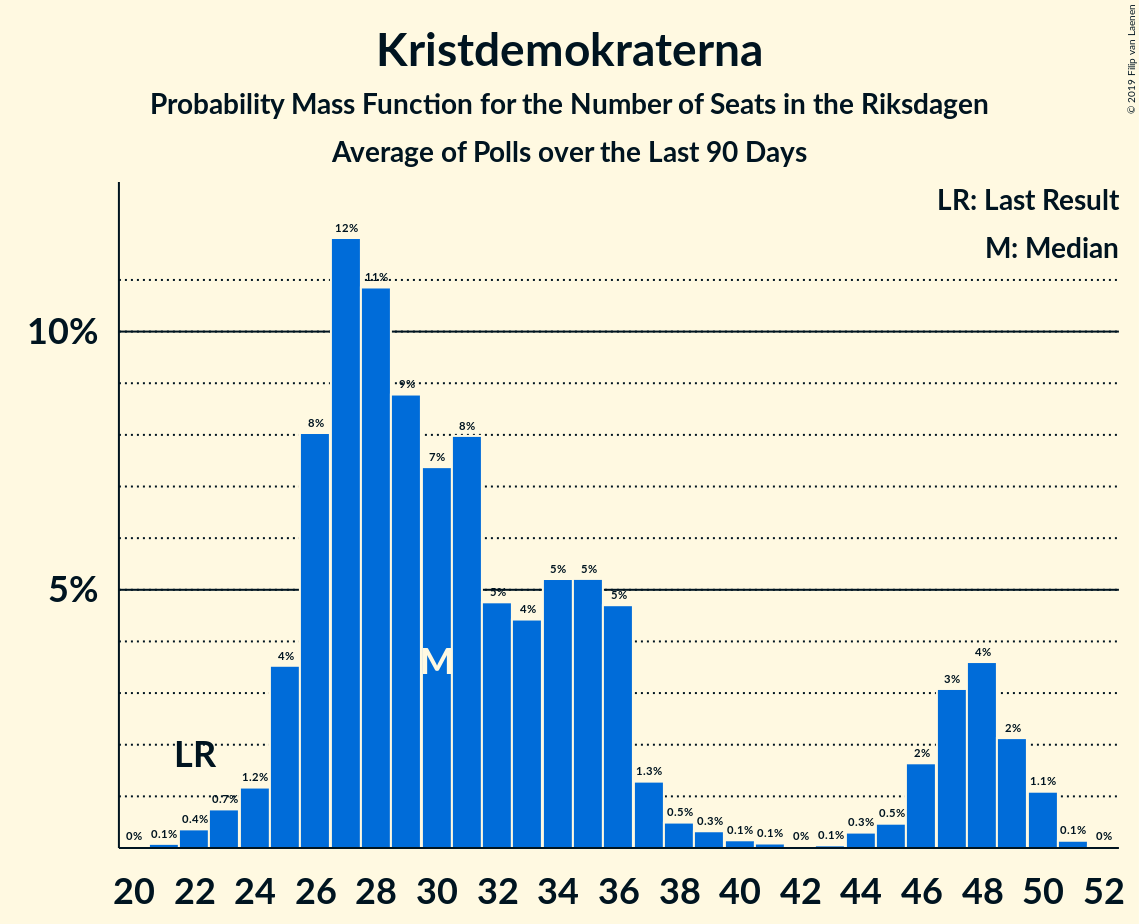 © 2019 Filip van Laenen
Kristdemokraterna
Probability Mass Function for the Number of Seats in the Riksdagen
Average of Polls over the Last 90 Days
LR: Last Result
M: Median
10%
5%
0% 0.1% 0.4% 0.7% 1.2% 4% 8% 12% 11% 9% 7% 8% 5% 4% 5% 5% 5% 1.3% 0.5% 0.3% 0.1% 0.1% 0% 0.1% 0.3% 0.5% 2% 3% 4% 2% 1.1% 0.1% 0%
M
LR
20 22 24 26 28 30 32 34 36 38 40 42 44 46 48 50 52